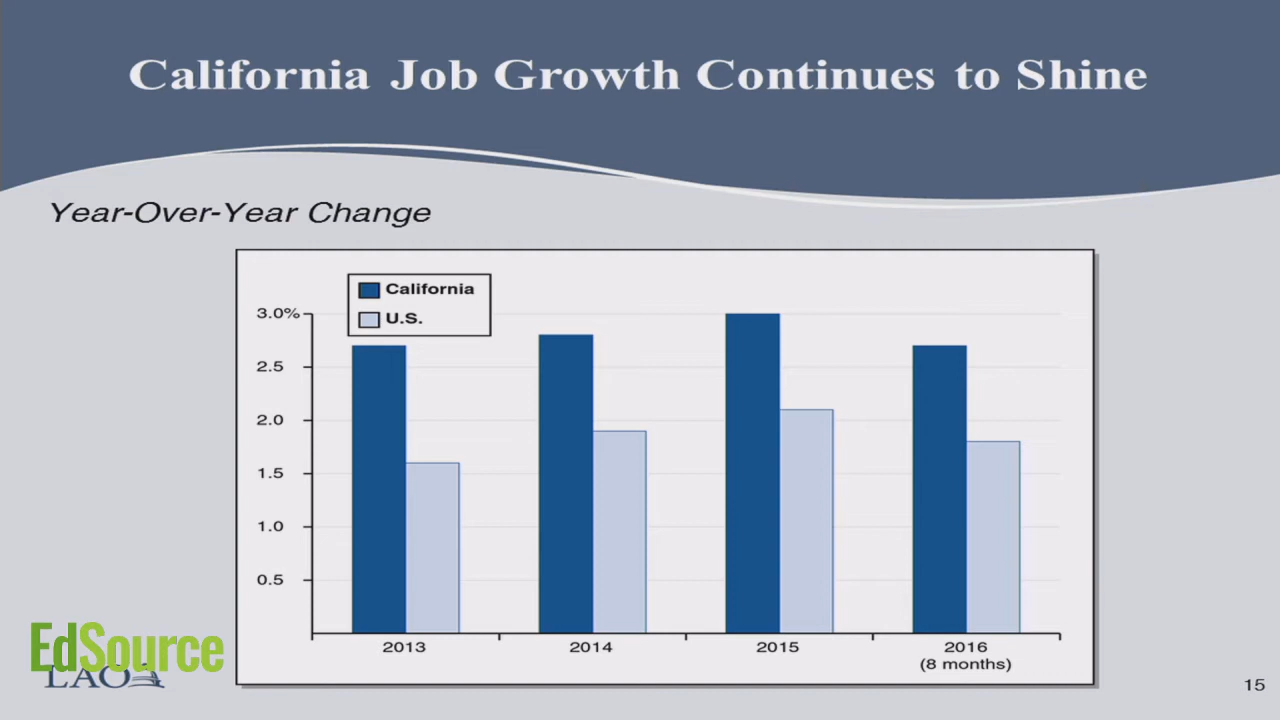 California Job Growth Continues to Shine
Year-Over-Year Change
California
U.S.
3.0%
2.5
2.0
1.5
1.0
0.5
2013
2014
2015
2016
(8 months)
EdSource
LAO
15